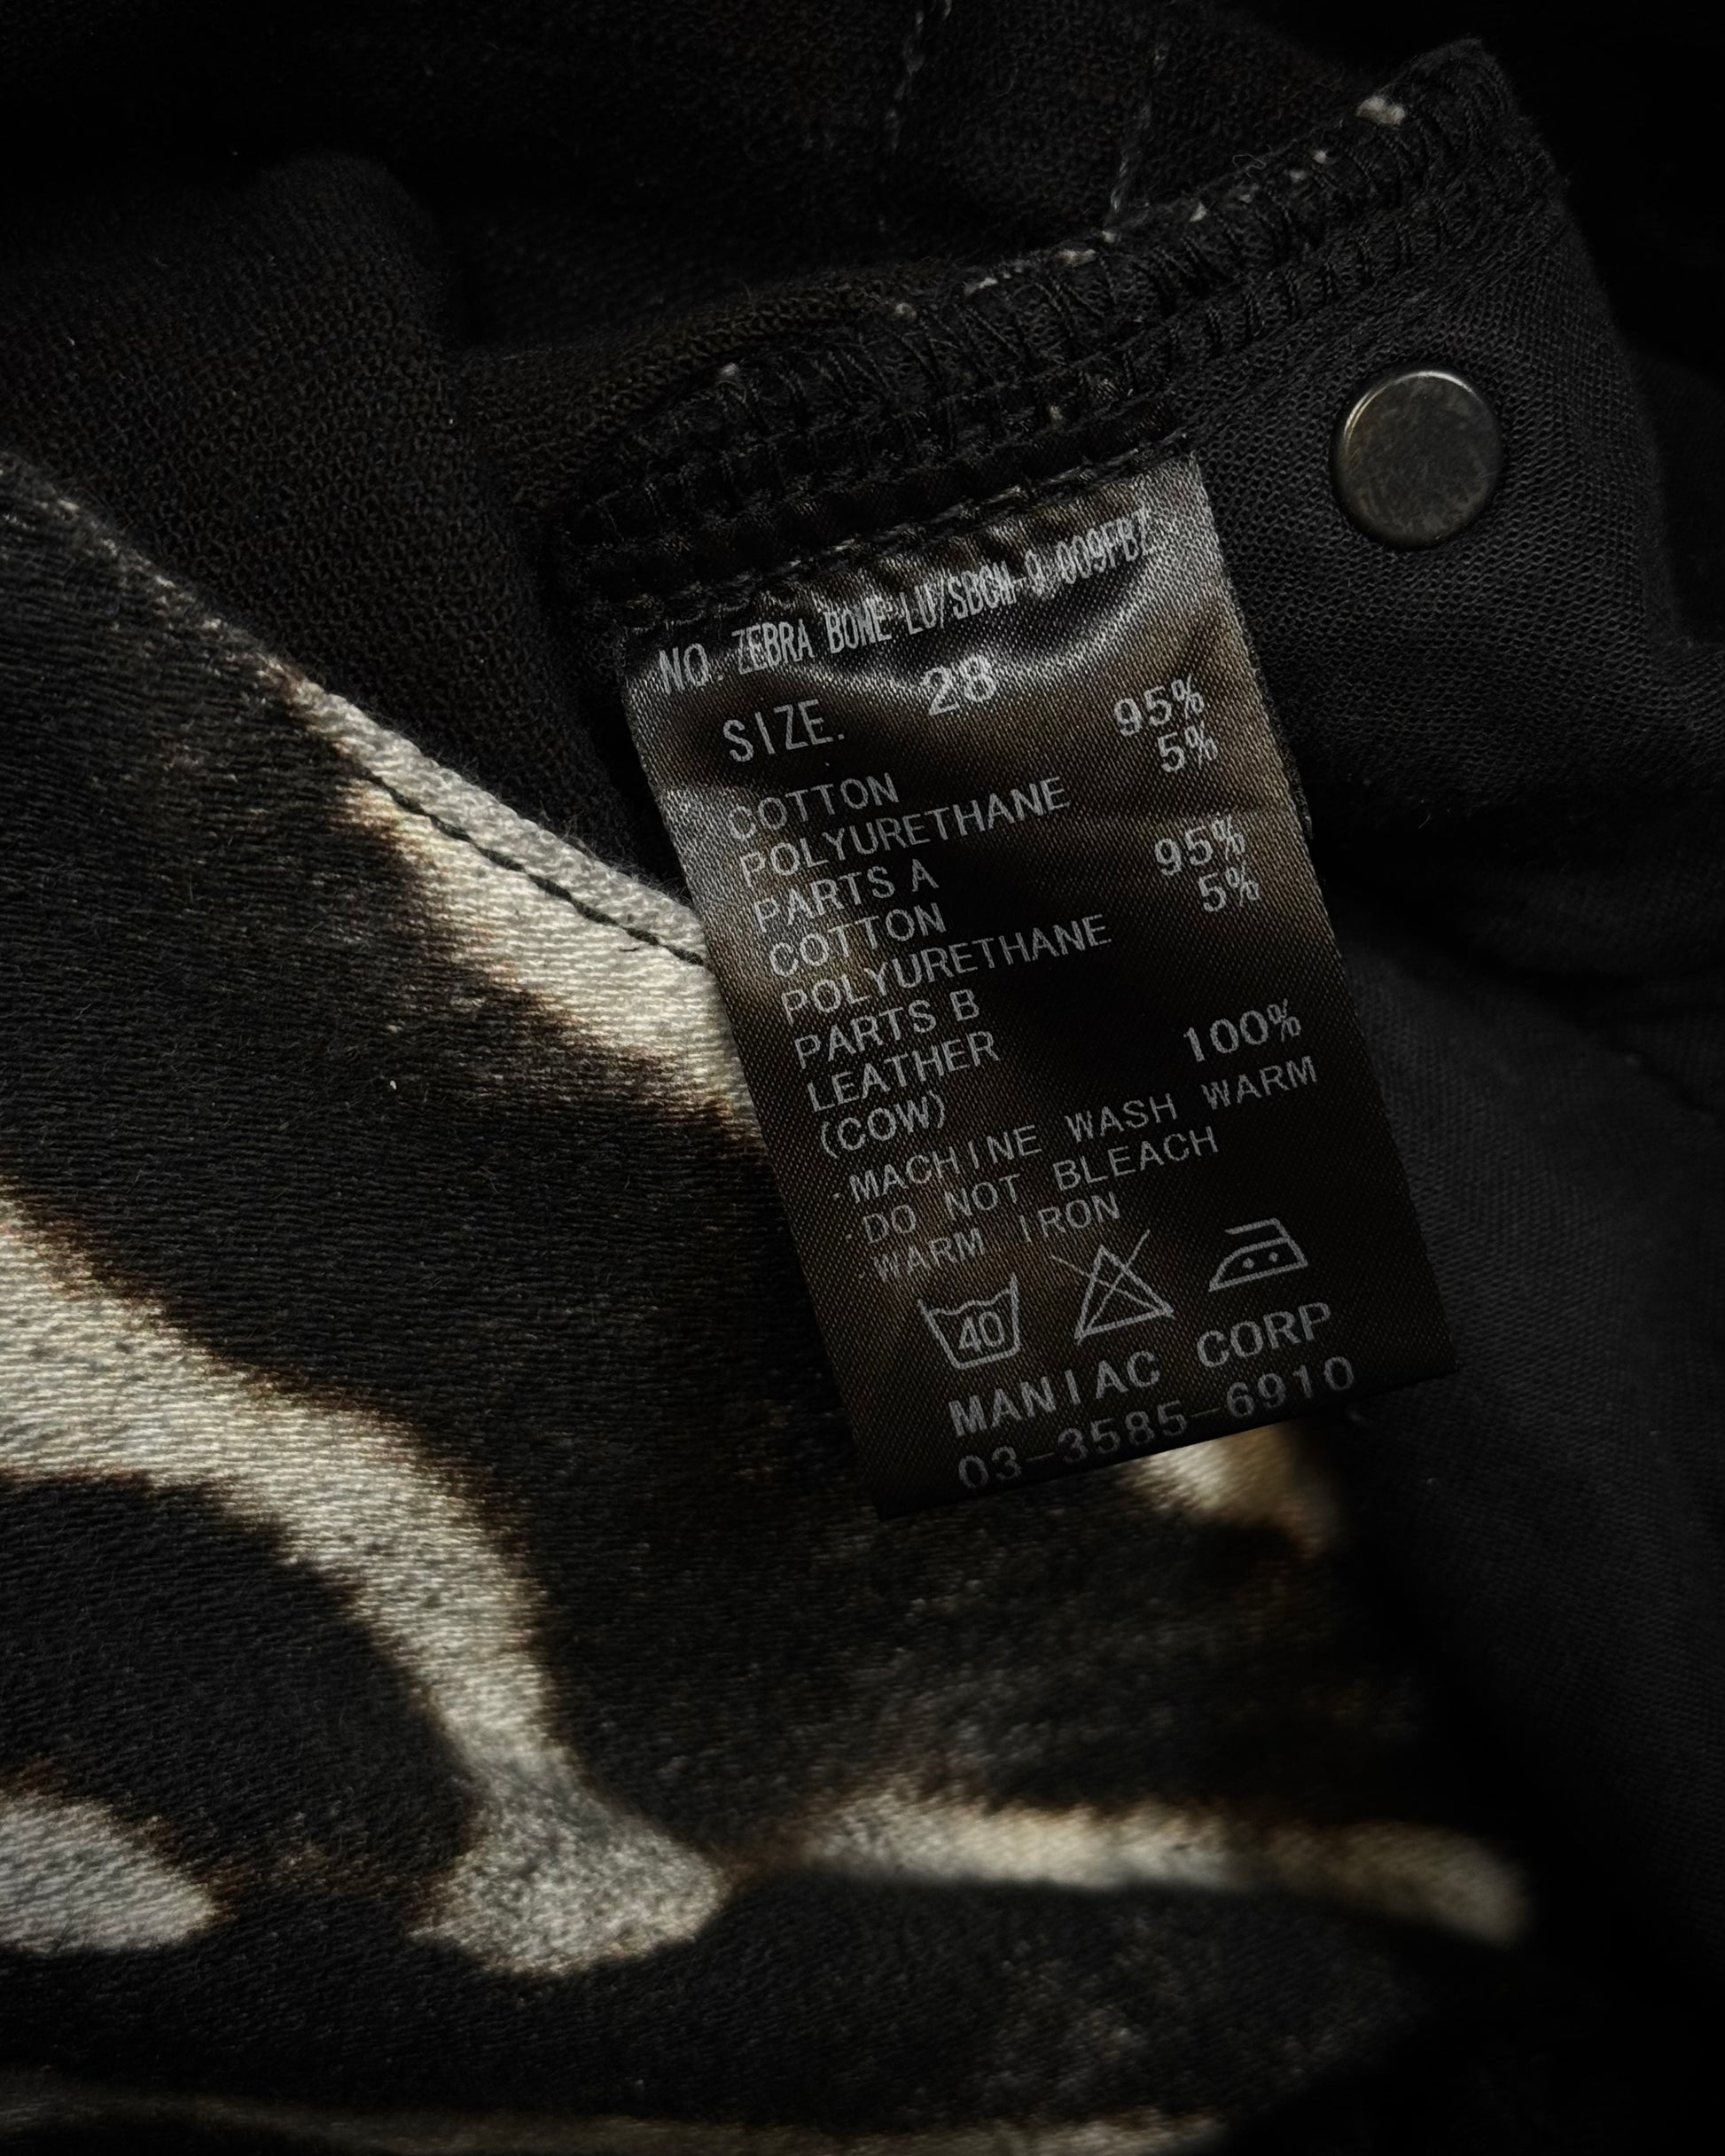 NO. ZEBRA BONE-LU/SBGM-0,009PBZ
SIZE. 28
COTTON 95%
POLYURETHANE 5%
PARTS A
COTTON 95%
POLYURETHANE 5%
PARTS B
LEATHER 100%
(COW)
·MACHINE WASH WARM
·DO NOT BLEACH
·WARM IRON
40
MANIAC CORP
03-3585-6910